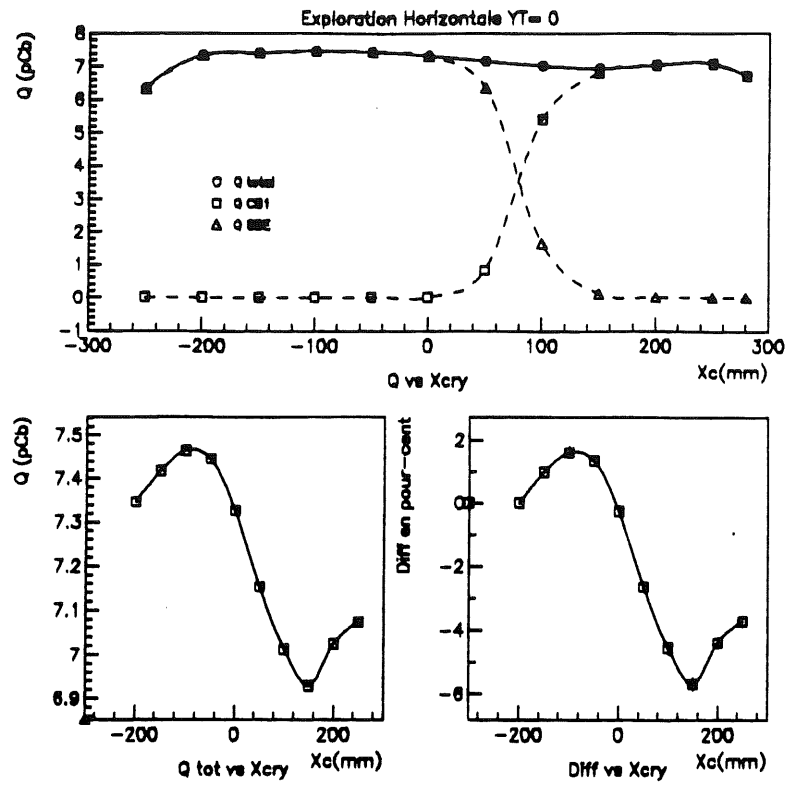 Exploration Horizontale YT= 0
Q (pCb)
8
7
6
5
4
3
2
1
0
-1
Q total
Q
Q
-300 -200 -100 0 100 200 300
Q vs Xcry
Xc(mm)
Q (pCb)
7.5
7.4
7.3
7.2
7.1
7
6.9
-200 0 200
Q tot vs Xcry
Xc(mm)
Diff en pour-cent
2
0
-2
-4
-6
-200 0 200
Diff vs Xcry
Xc(mm)